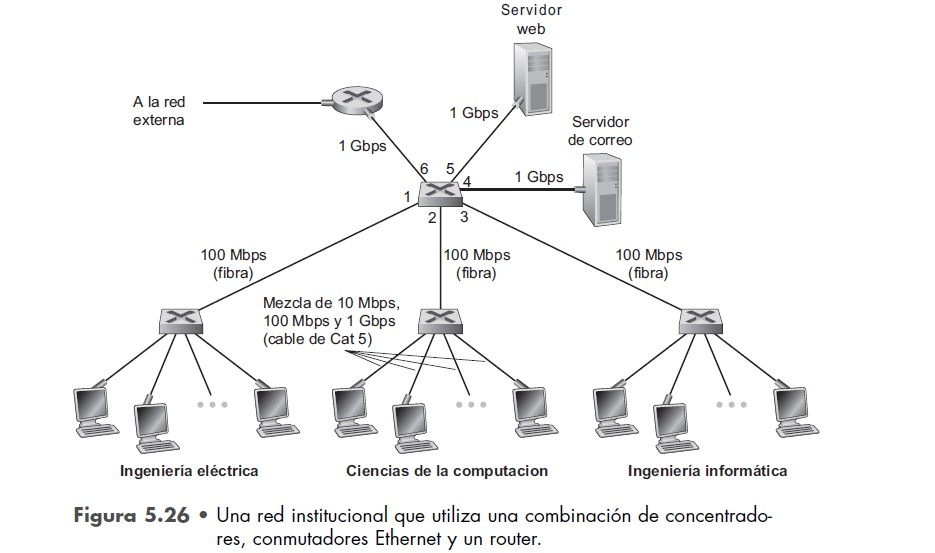 Servidor
web
A la red
externa
1 Gbps
1 Gbps
Servidor
de correo
1 Gbps
6
5
4
1
2
3
100 Mbps
(fibra)
100 Mbps
(fibra)
100 Mbps
(fibra)
Mezcla de 10 Mbps,
100 Mbps y 1 Gbps
(cable de Cat 5)
Ingeniería eléctrica
Ciencias de la computacion
Ingeniería informática
Figura 5.26 • Una red institucional que utiliza una combinación de concentrado-
res, conmutadores Ethernet y un router.